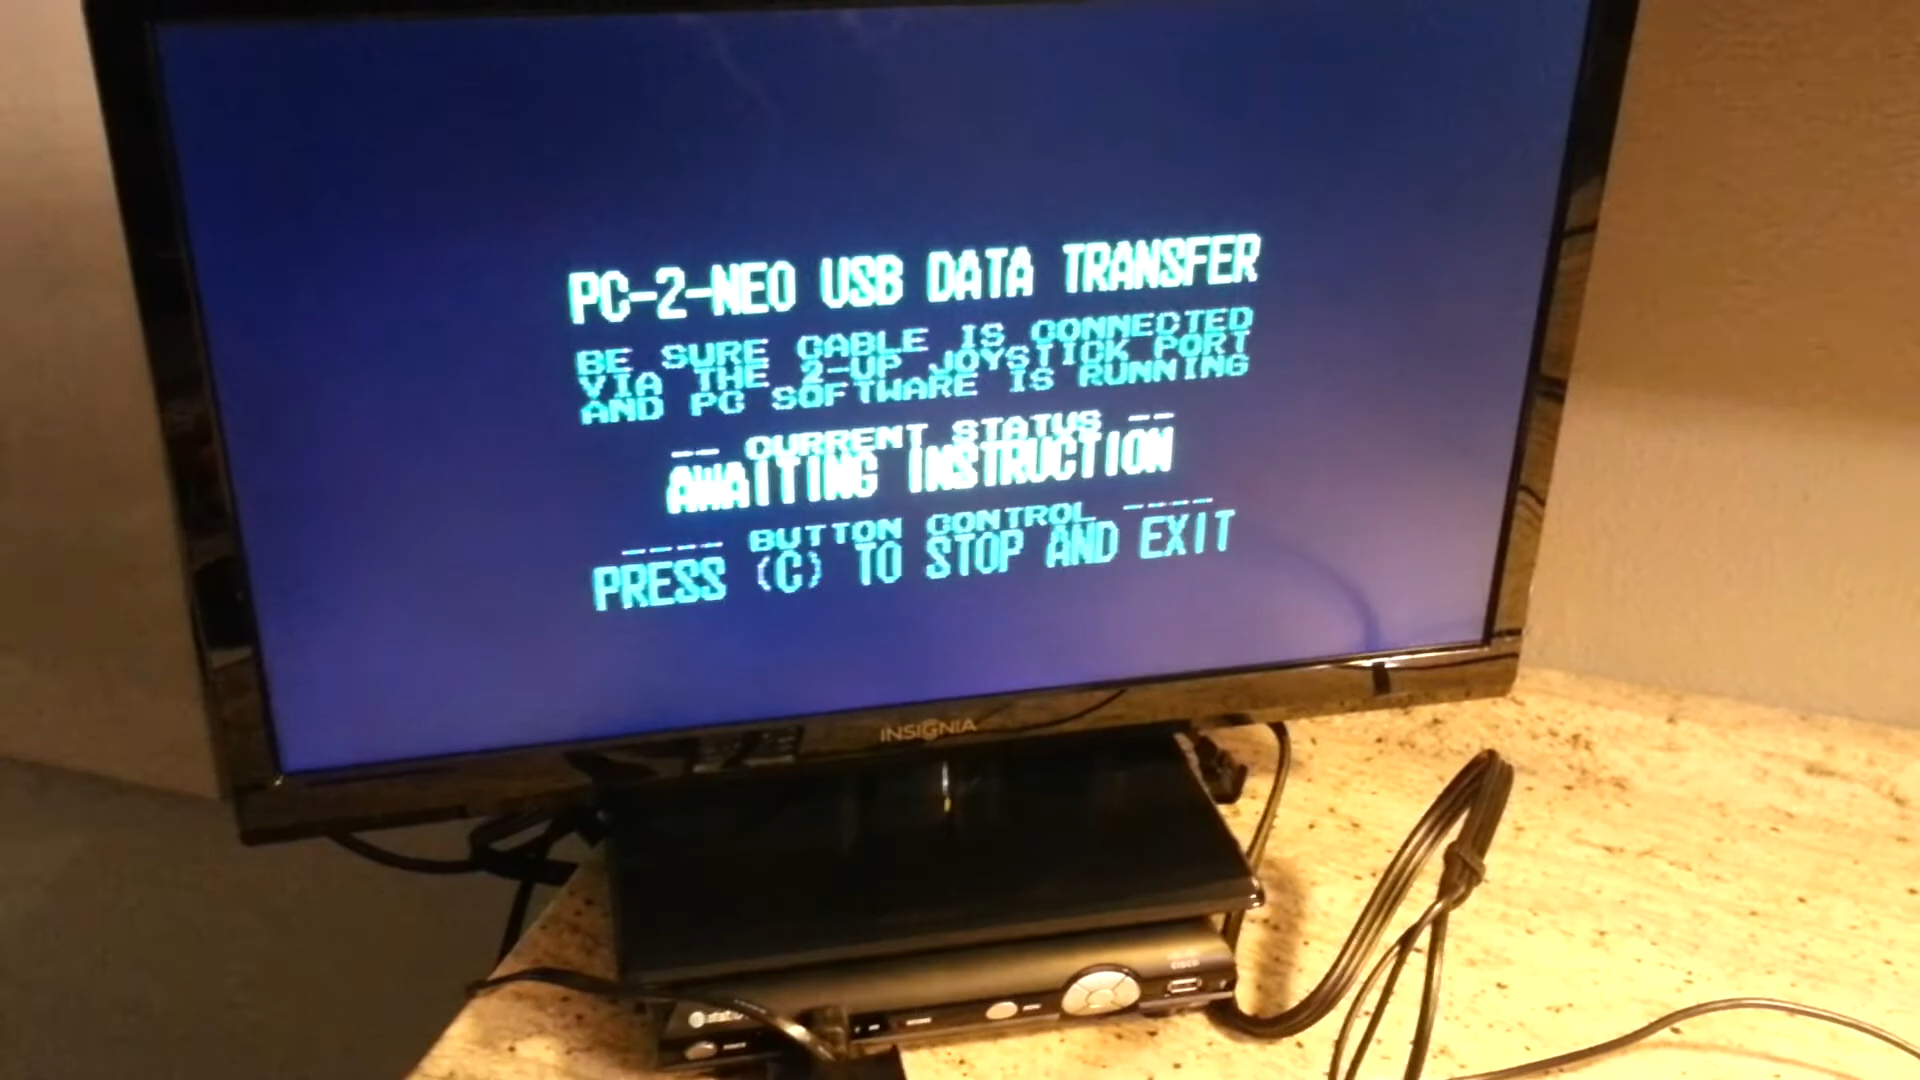 PC-2-NEO USB DATA TRANSFER
BE SURE CABLE IS CONNECTED
VIA THE 2-UP JOYSTICK PORT
AND PC SOFTWARE IS RUNNING
-- CURRENT STATUS --
AWAITING INSTRUCTION
---- BUTTON CONTROL ----
PRESS (C) TO STOP AND EXIT
INSIGNIA
CISCO